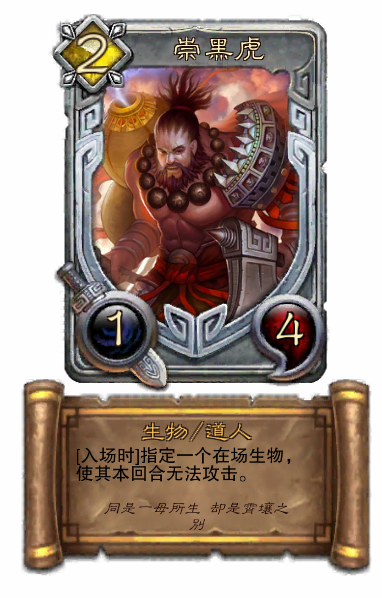 2
崇黑虎
1
4
生物/道人
[入场时]指定一个在场生物，
使其本回合无法攻击。
同是一母所生 却是霄壤之
别